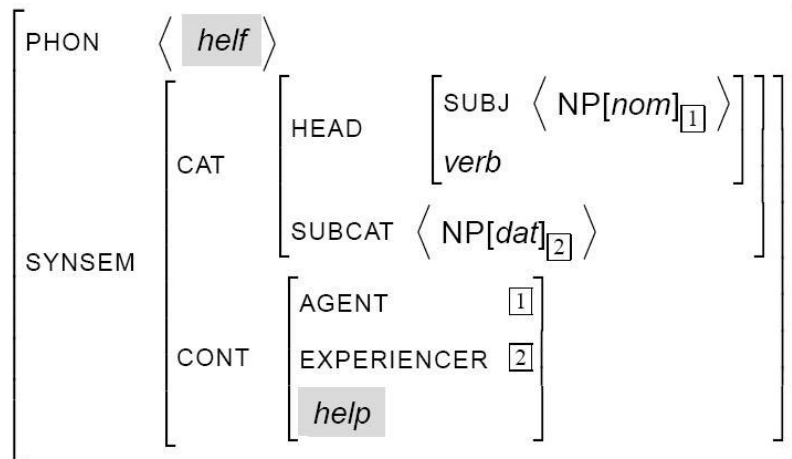 PHON ⟨ helf ⟩
SUBJ ⟨ NP[nom]1 ⟩
HEAD
verb
CAT
SUBCAT ⟨ NP[dat]2 ⟩
SYNSEM
AGENT 1
CONT EXPERIENCER 2
help